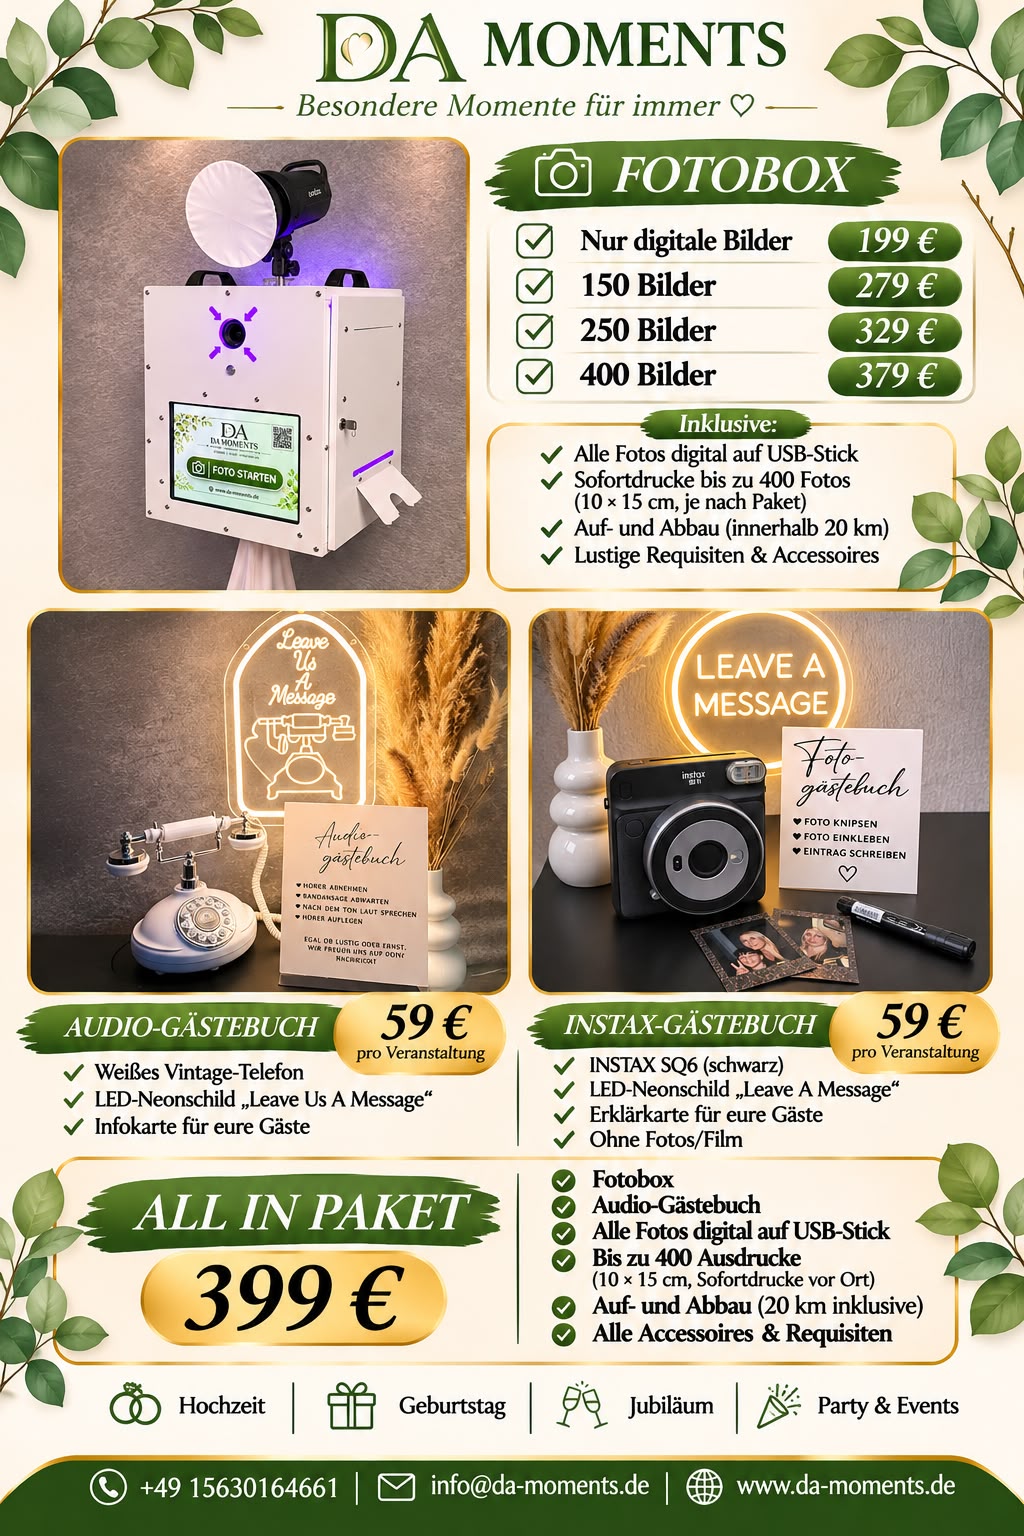 DA MOMENTS
Besondere Momente für immer ♡
FOTOBOX
Nur digitale Bilder 199 €
150 Bilder 279 €
250 Bilder 329 €
400 Bilder 379 €
DA
DA MOMENTS
FOTO STARTEN
www.da-moments.de
Inklusive:
Alle Fotos digital auf USB-Stick
Sofortdrucke bis zu 400 Fotos
(10 × 15 cm, je nach Paket)
Auf- und Abbau (innerhalb 20 km)
Lustige Requisiten & Accessoires
Leave
Us
A
Message
Audio-
gästebuch
♥ HÖRER ABNEHMEN
♥ BANDANSAGE ABWARTEN
♥ NACH DEM TON LAUT SPRECHEN
♥ HÖRER AUFLEGEN
EGAL OB LUSTIG ODER ERNST,
WIR FREUEN UNS AUF DEINE
NACHRICHT
LEAVE A
MESSAGE
instax
Foto-
gästebuch
♥ FOTO KNIPSEN
♥ FOTO EINKLEBEN
♥ EINTRAG SCHREIBEN
AUDIO-GÄSTEBUCH
59 €
pro Veranstaltung
Weißes Vintage-Telefon
LED-Neonschild „Leave Us A Message“
Infokarte für eure Gäste
INSTAX-GÄSTEBUCH
59 €
pro Veranstaltung
INSTAX SQ6 (schwarz)
LED-Neonschild „Leave A Message“
Erklärkarte für eure Gäste
Ohne Fotos/Film
ALL IN PAKET
399 €
Fotobox
Audio-Gästebuch
Alle Fotos digital auf USB-Stick
Bis zu 400 Ausdrucke
(10 × 15 cm, Sofortdrucke vor Ort)
Auf- und Abbau (20 km inklusive)
Alle Accessoires & Requisiten
Hochzeit
Geburtstag
Jubiläum
Party & Events
+49 15630164661
info@da-moments.de
www.da-moments.de